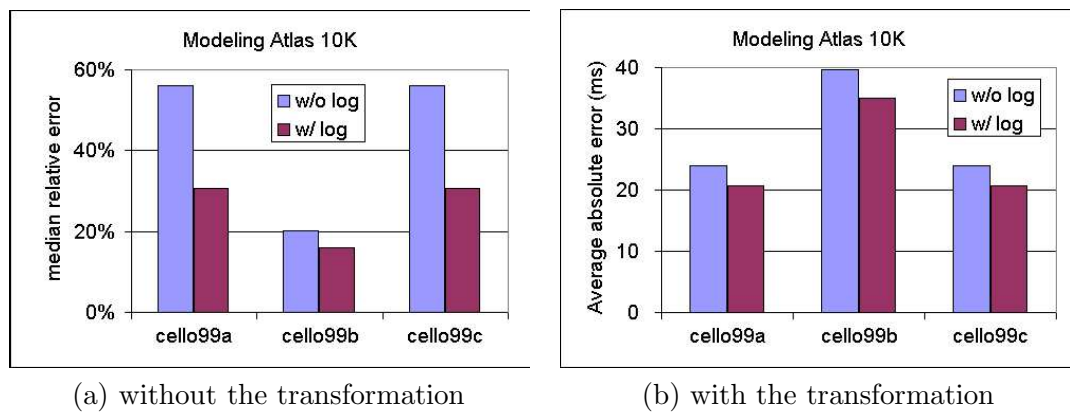 Modeling Atlas 10K
60%
40%
20%
0%
median relative error
w/o log
w/ log
cello99a
cello99b
cello99c
(a) without the transformation
Modeling Atlas 10K
40
30
20
10
0
Average absolute error (ms)
w/o log
w/ log
cello99a
cello99b
cello99c
(b) with the transformation